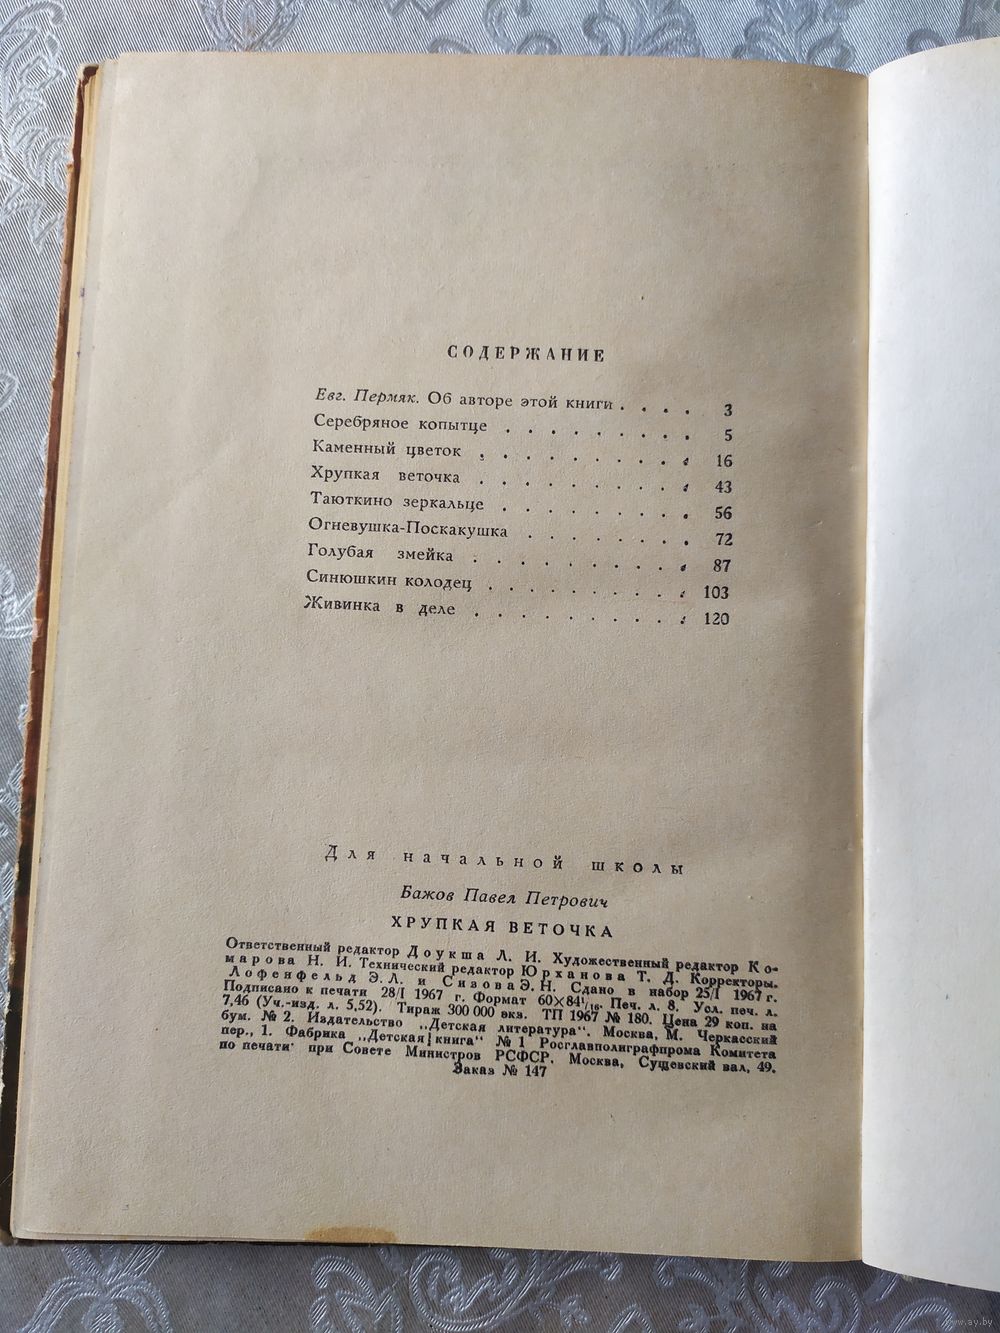 СОДЕРЖАНИЕ
Евг. Пермяк. Об авторе этой книги . . . . 3
Серебряное копытце . . . . . . . . . 5
Каменный цветок . . . . . . . . . . 16
Хрупкая веточка . . . . . . . . . . 43
Таюткино зеркальце . . . . . . . . . 56
Огневушка-Поскакушка . . . . . . . . 72
Голубая змейка . . . . . . . . . . 87
Синюшкин колодец . . . . . . . . . . 103
Живинка в деле . . . . . . . . . . 120
Для начальной школы
Бажов Павел Петрович
ХРУПКАЯ ВЕТОЧКА
Ответственный редактор Доукша Л. И. Художественный редактор Ко-
марова Н. И. Технический редактор Юрханова Т. Д. Корректоры.
Лофенфельд Э.Л. и Сизова Э. Н. Сдано в набор 25/I 1967 г.
Подписано к печати 28/I 1967 г. Формат 60×84¹/₁₆. Печ. л. 8. Усл. печ. л.
7,46 (Уч.-изд. л. 5,52). Тираж 300 000 экз. ТП 1967 № 180. Цена 29 коп. на
бум. № 2. Издательство „Детская литература". Москва, М. Черкасский
пер., 1. Фабрика „Детская книга" № 1 Росглавполиграфпрома Комитета
по печати при Совете Министров РСФСР. Москва, Сущевский вал, 49.
Заказ № 147
www.ay.by